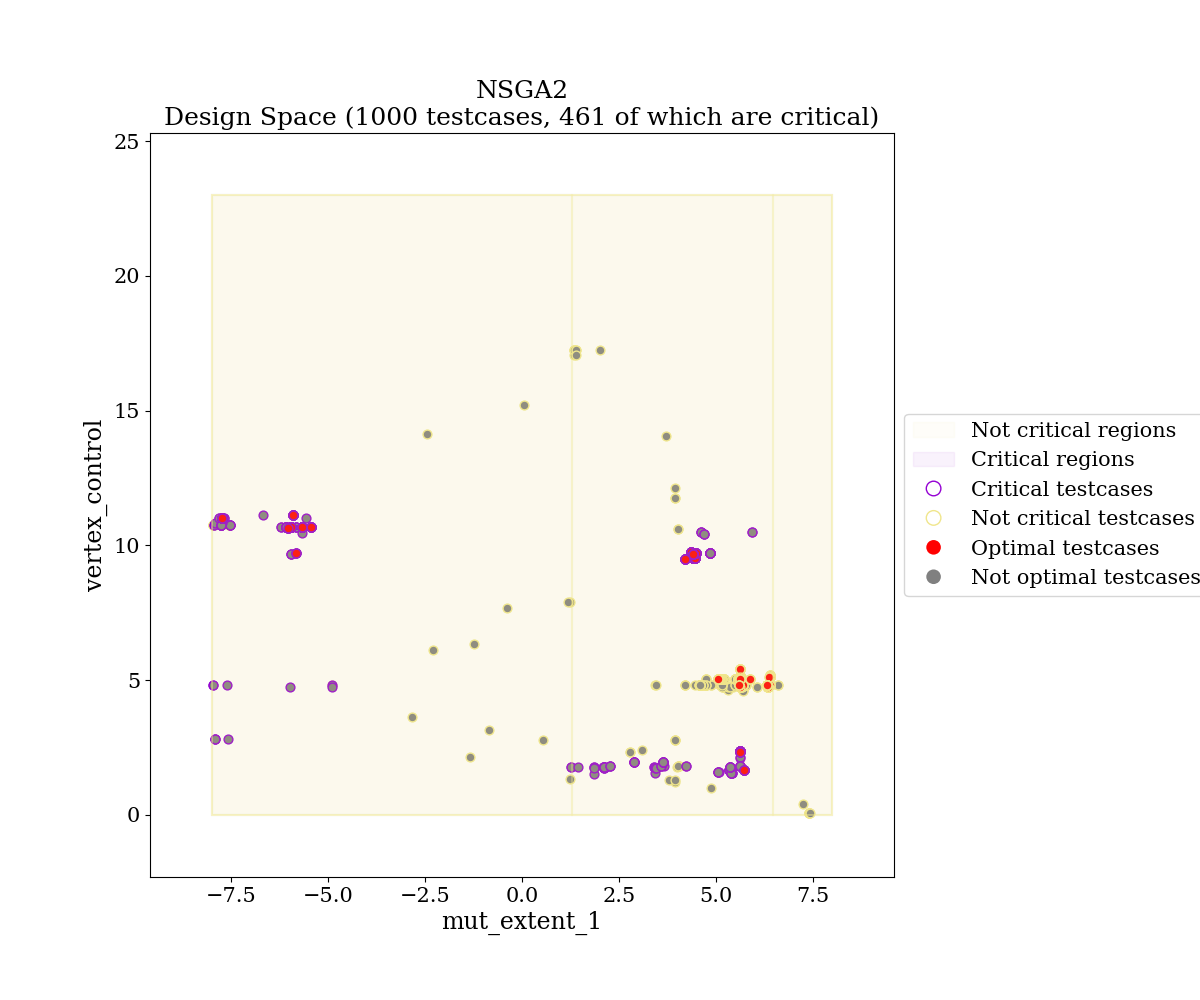 NSGA2
Design Space (1000 testcases, 461 of which are critical)
25
20
15
10
5
0
vertex_control
−7.5
−5.0
−2.5
0.0
2.5
5.0
7.5
mut_extent_1
Not critical regions
Critical regions
Critical testcases
Not critical testcases
Optimal testcases
Not optimal testcases